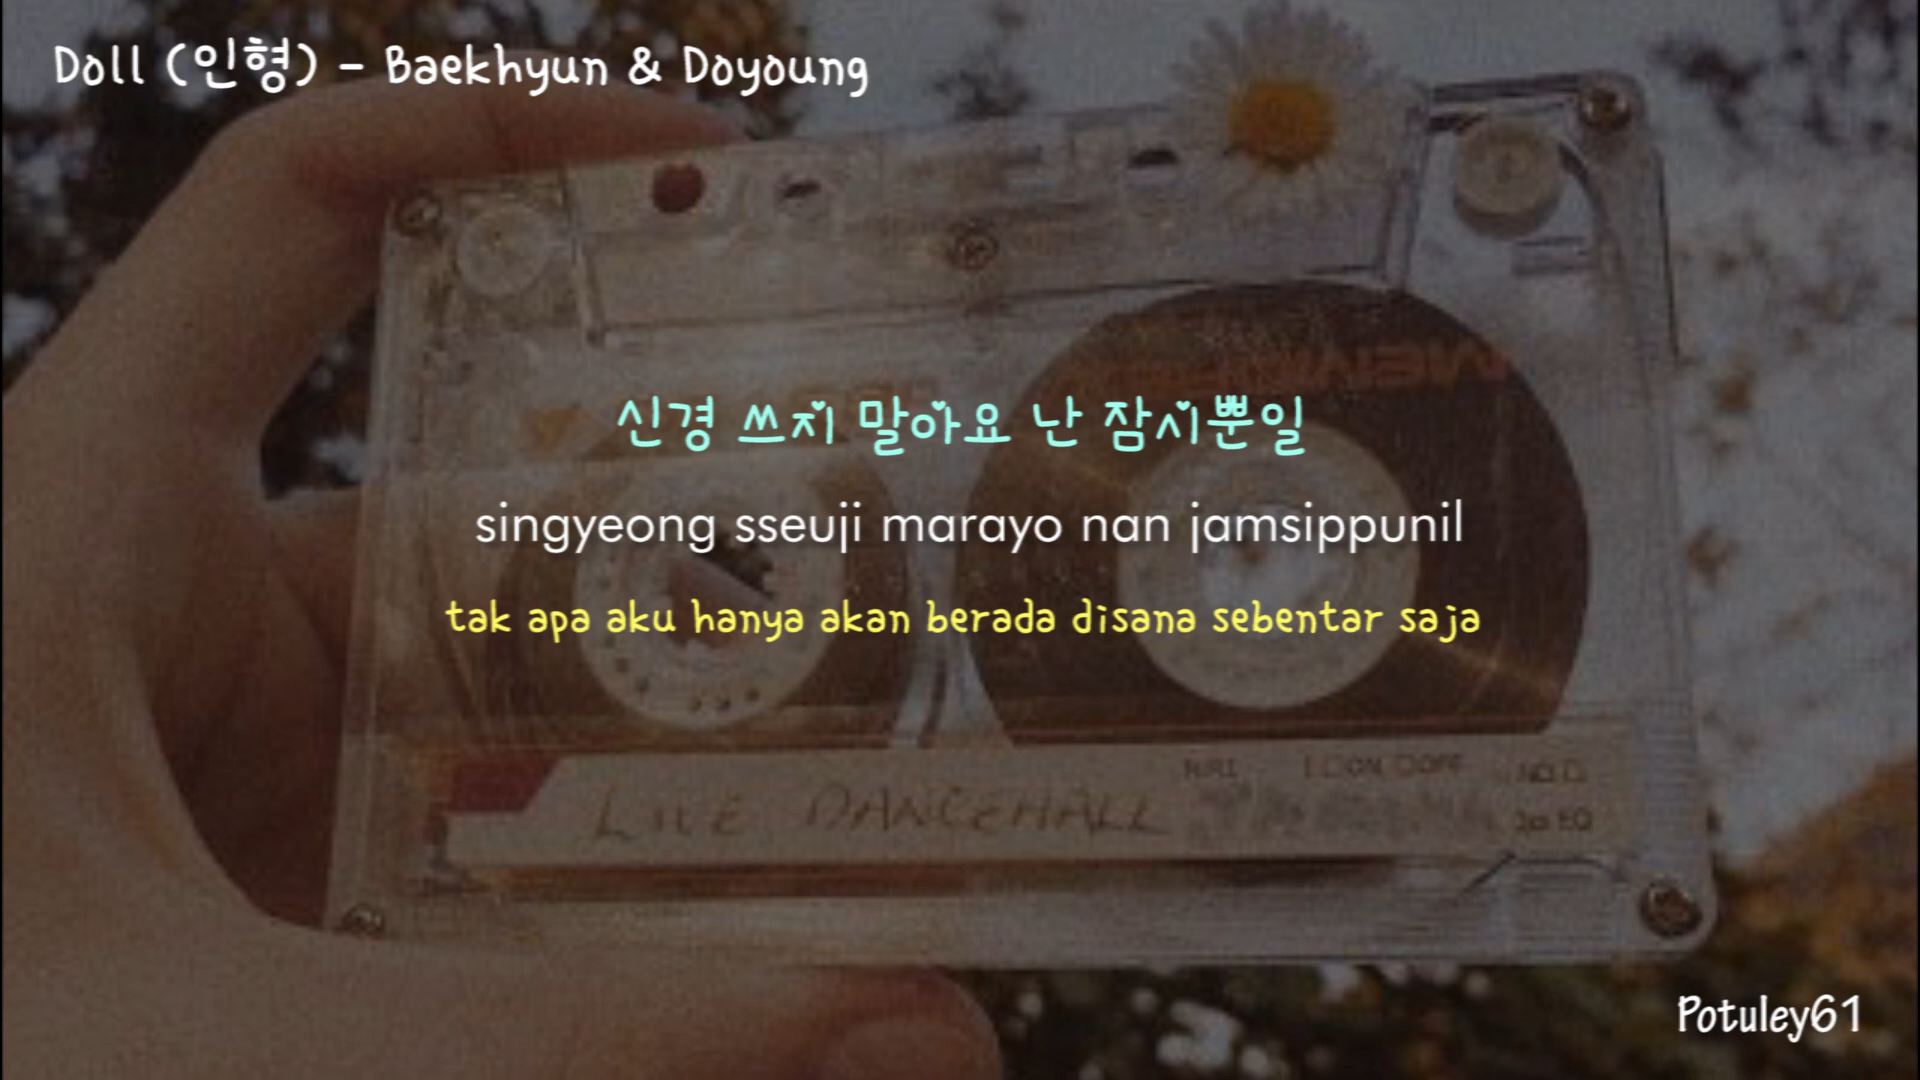 Doll (인형) - Baekhyun & Doyoung
신경 쓰지 말아요 난 잠시뿐일
singyeong sseuji marayo nan jamsippunil
tak apa aku hanya akan berada disana sebentar saja
LIVE DANCEHALL
Potuley61